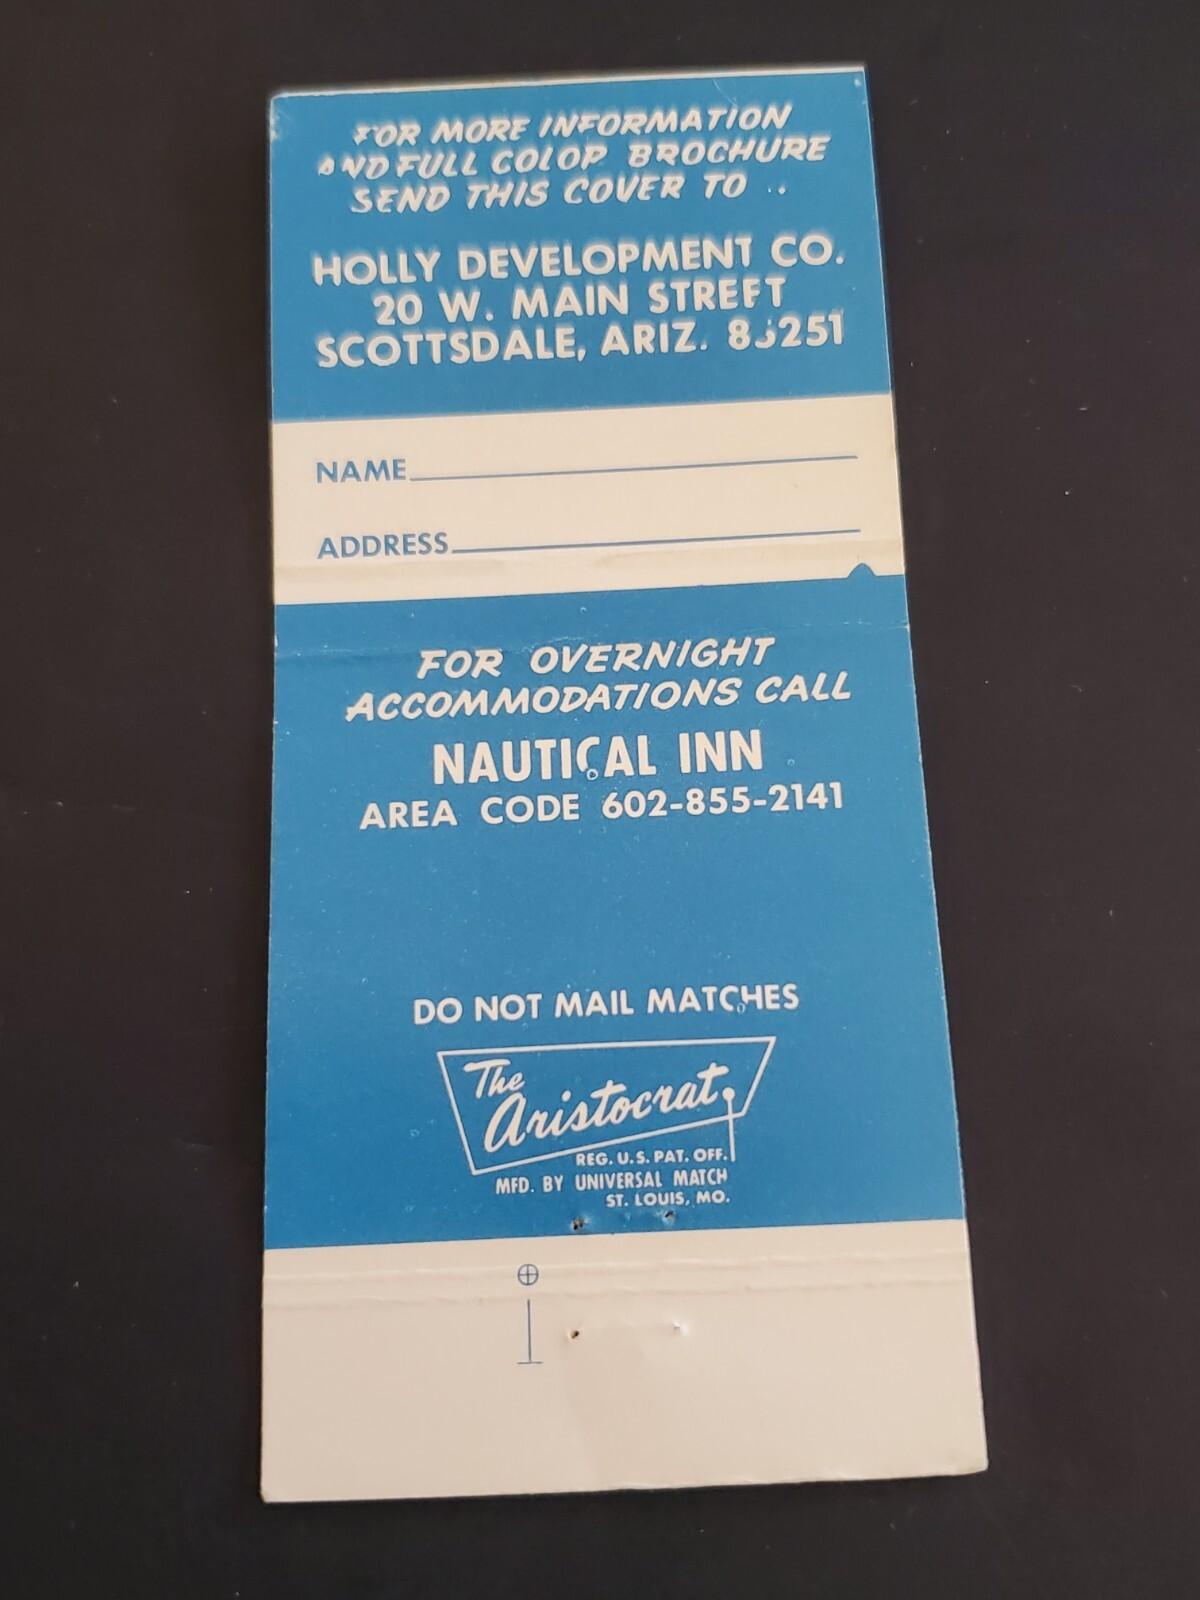 FOR MORE INFORMATION
AND FULL COLOR BROCHURE
SEND THIS COVER TO ..
HOLLY DEVELOPMENT CO.
20 W. MAIN STREET
SCOTTSDALE, ARIZ. 85251
NAME
ADDRESS
FOR OVERNIGHT
ACCOMMODATIONS CALL
NAUTICAL INN
AREA CODE 602-855-2141
DO NOT MAIL MATCHES
The
Aristocrat
REG. U.S. PAT. OFF.
MFD. BY UNIVERSAL MATCH
ST. LOUIS, MO.